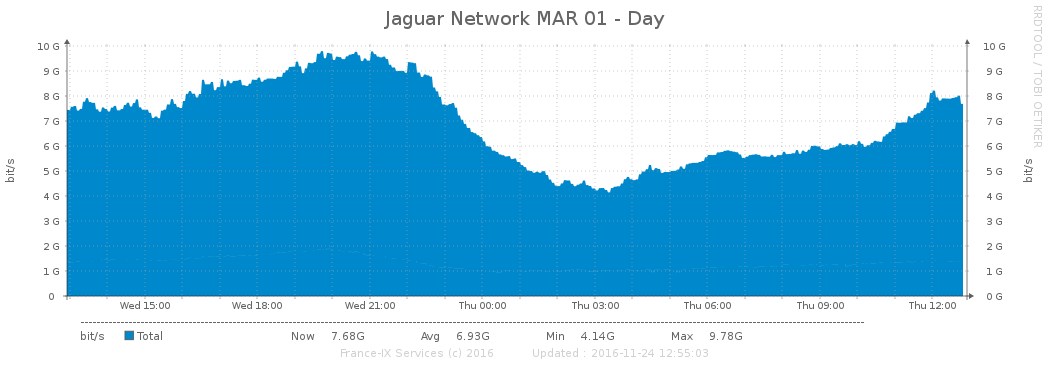 Jaguar Network MAR 01 - Day
RRDTOOL / TOBI OETIKER
bit/s
bit/s
10 G 10 G
9 G 9 G
8 G 8 G
7 G 7 G
6 G 6 G
5 G 5 G
4 G 4 G
3 G 3 G
2 G 2 G
1 G 1 G
0 0 G
Wed 15:00 Wed 18:00 Wed 21:00 Thu 00:00 Thu 03:00 Thu 06:00 Thu 09:00 Thu 12:00
bit/s Total Now 7.68G Avg 6.93G Min 4.14G Max 9.78G
France-IX Services (c) 2016 Updated : 2016-11-24 12:55:03